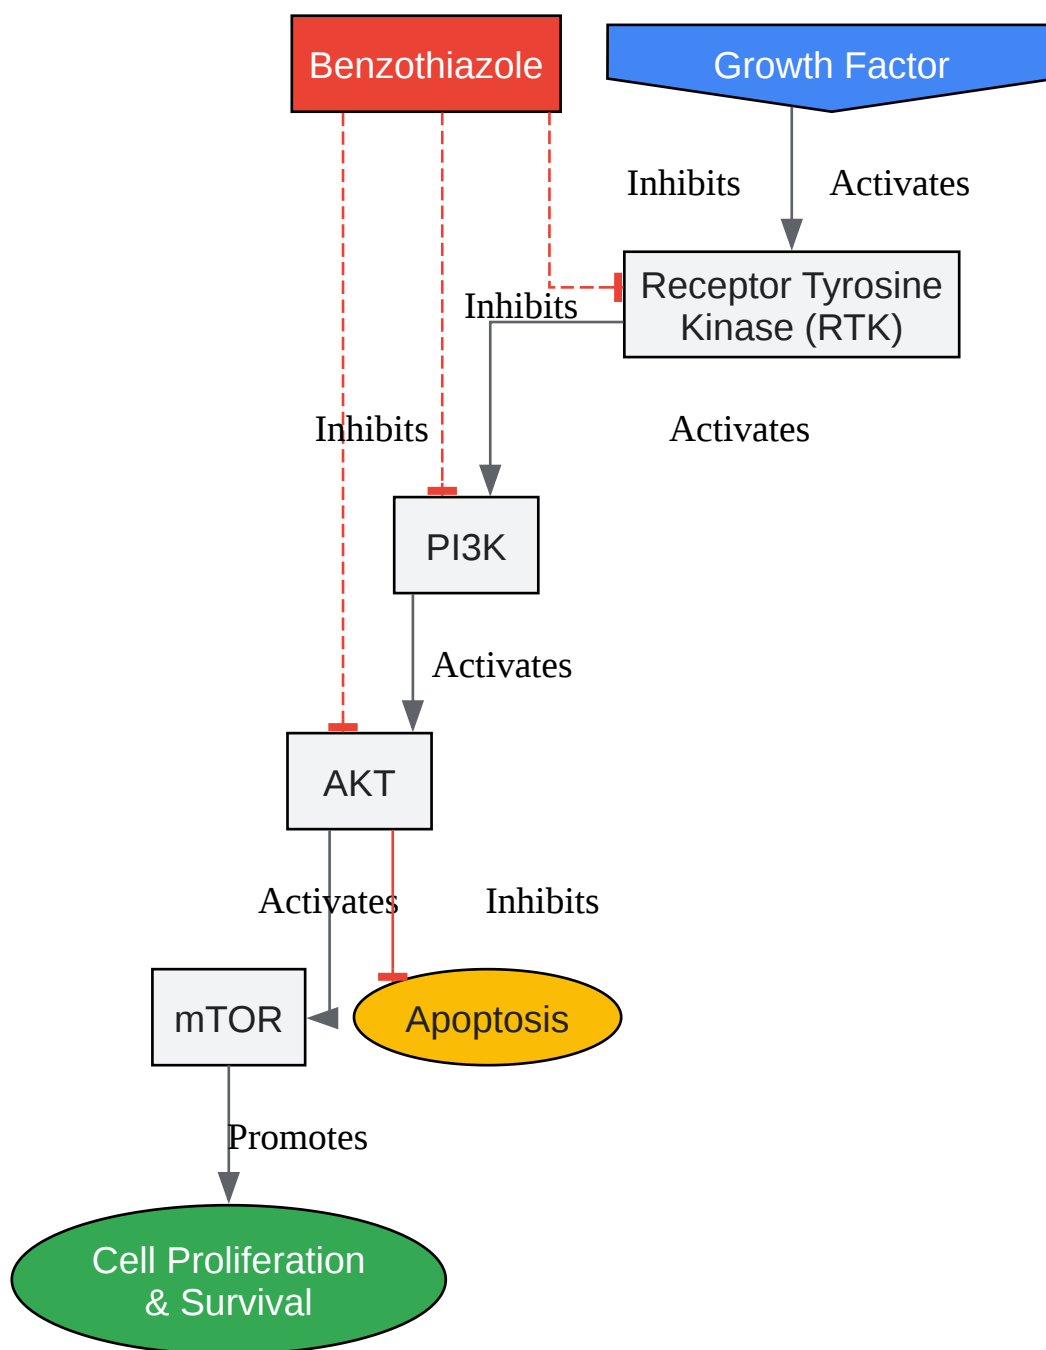 Benzothiazole
Growth Factor
Inhibits
Activates
Receptor Tyrosine
Kinase (RTK)
Inhibits
Inhibits
Activates
PI3K
Activates
AKT
Activates
Inhibits
mTOR
Apoptosis
Promotes
Cell Proliferation
& Survival